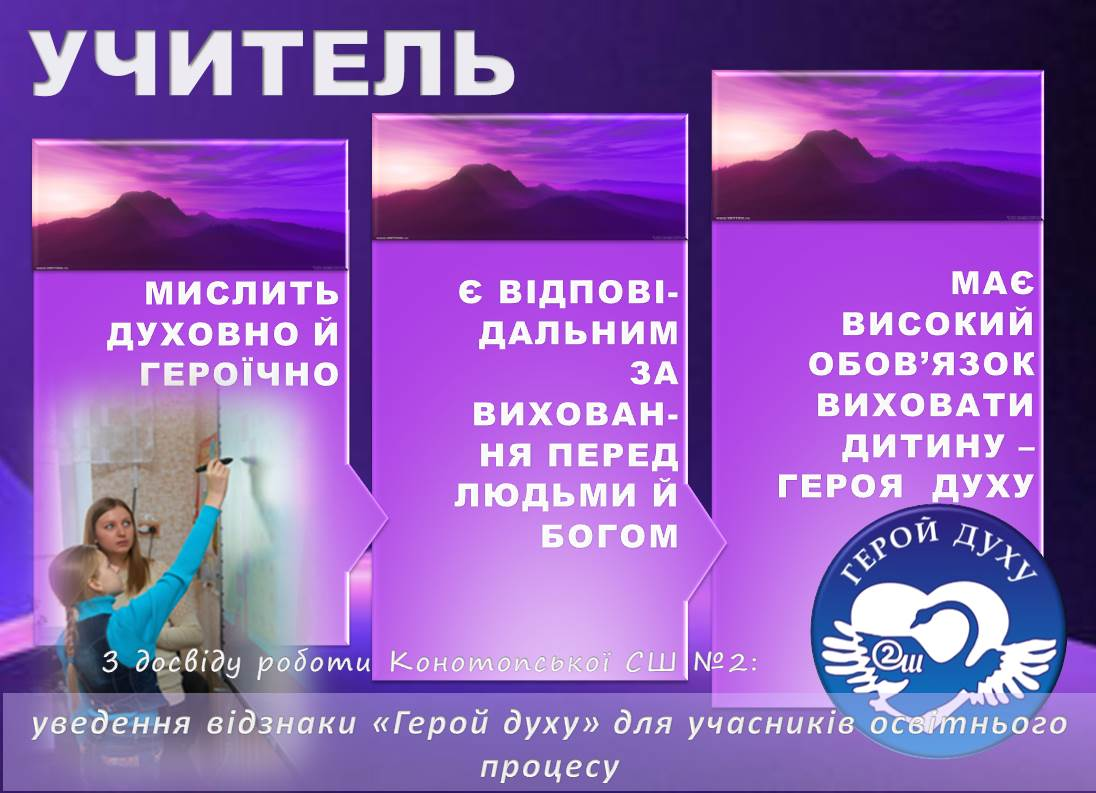 УЧИТЕЛЬ
МИСЛИТЬ
ДУХОВНО Й
ГЕРОЇЧНО
Є ВІДПОВІ-
ДАЛЬНИМ
ЗА
ВИХОВАН-
НЯ ПЕРЕД
ЛЮДЬМИ Й
БОГОМ
МАЄ
ВИСОКИЙ
ОБОВ’ЯЗОК
ВИХОВАТИ
ДИТИНУ –
ГЕРОЯ ДУХУ
ГЕРОЙ ДУХУ
2Ш
З досвіду роботи Конотопської СШ №2:
уведення відзнаки «Герой духу» для учасників освітнього
процесу